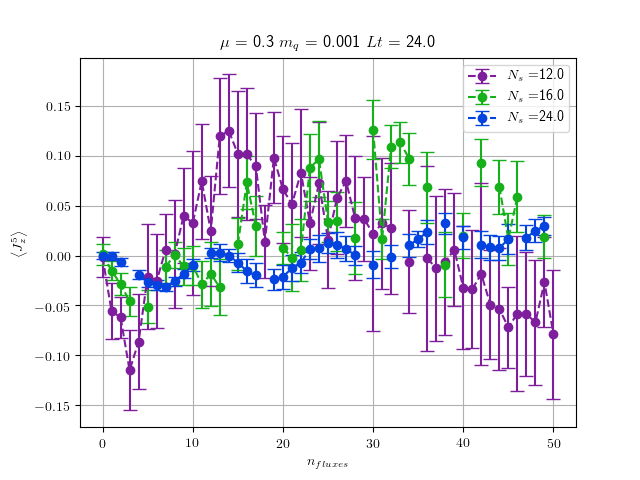 μ = 0.3 m_q = 0.001 Lt = 24.0
N_s =12.0
N_s =16.0
N_s =24.0
0.15
0.10
0.05
0.00
−0.05
−0.10
−0.15
⟨J_z^5⟩
0 10 20 30 40 50
n_fluxes